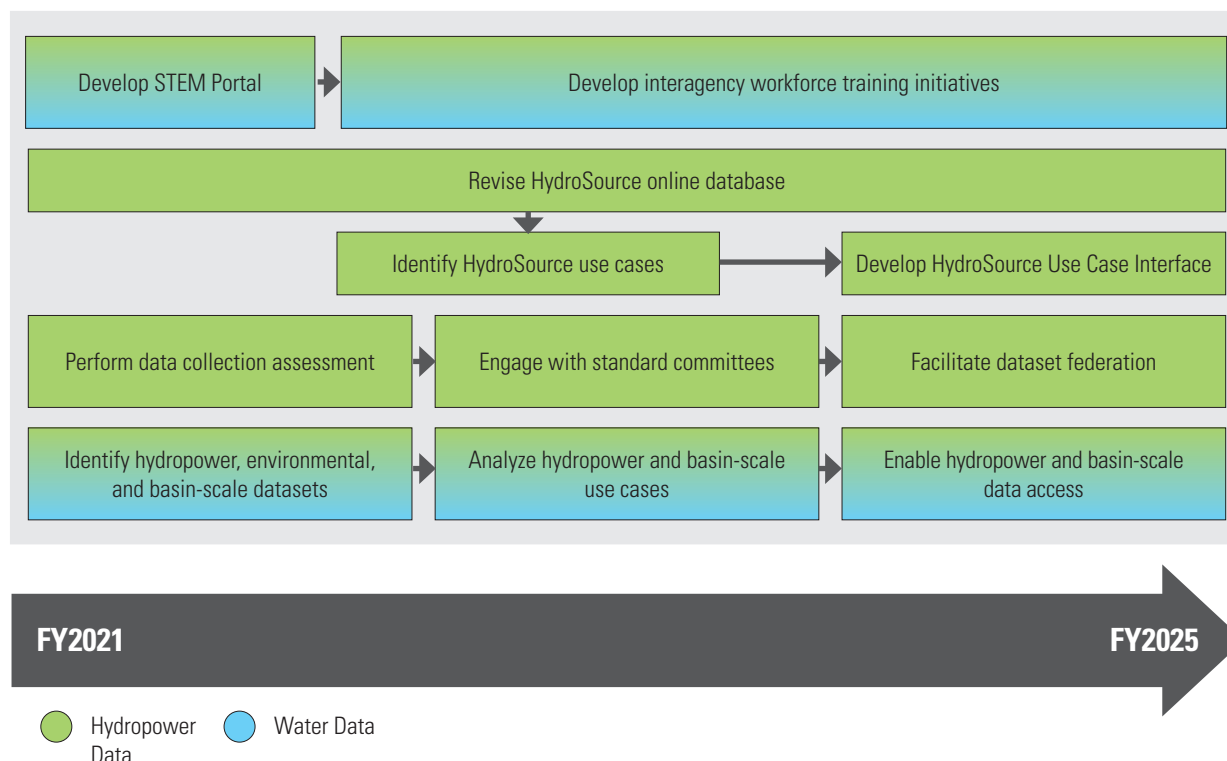 Develop STEM Portal
Develop interagency workforce training initiatives
Revise HydroSource online database
Identify HydroSource use cases
Develop HydroSource Use Case Interface
Perform data collection assessment
Engage with standard committees
Facilitate dataset federation
Identify hydropower, environmental,
and basin-scale datasets
Analyze hydropower and basin-scale
use cases
Enable hydropower and basin-scale
data access
FY2021
FY2025
Hydropower
Data
Water Data